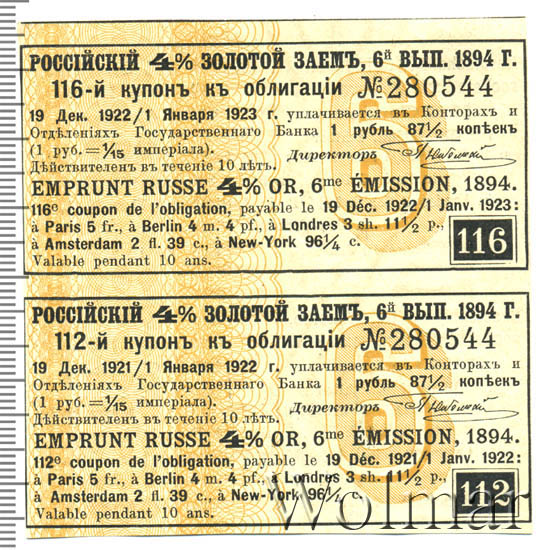 РОССІЙСКІЙ 4% ЗОЛОТОЙ ЗАЕМЪ, 6й ВЫП. 1894 Г.
116-й купонъ къ облигаціи №280544
19 Дек. 1922/1 Января 1923 г. уплачивается въ Конторахъ и
Отдѣленіяхъ Государственнаго Банка 1 рубль 87½ копѣекъ
(1 руб.=1/15 имперіала).
Директоръ
Дѣйствителенъ въ теченіе 10 лѣтъ.
EMPRUNT RUSSE 4% OR, 6me ÉMISSION, 1894.
116e coupon de l'obligation, payable le 19 Déc. 1922/1 Janv. 1923:
à Paris 5 fr., à Berlin 4 m. 4 pf., à Londres 3 sh. 11½ p.,
à Amsterdam 2 fl. 39 c., à New-York 96¼ c.
Valable pendant 10 ans.
116
РОССІЙСКІЙ 4% ЗОЛОТОЙ ЗАЕМЪ, 6й ВЫП. 1894 Г.
112-й купонъ къ облигаціи №280544
19 Дек. 1921/1 Января 1922 г. уплачивается въ Конторахъ и
Отдѣленіяхъ Государственнаго Банка 1 рубль 87½ копѣекъ
(1 руб.=1/15 имперіала).
Директоръ
Дѣйствителенъ въ теченіе 10 лѣтъ.
EMPRUNT RUSSE 4% OR, 6me ÉMISSION, 1894.
112e coupon de l'obligation, payable le 19 Déc. 1921/1 Janv. 1922:
à Paris 5 fr., à Berlin 4 m. 4 pf., à Londres 3 sh. 11½ p.,
à Amsterdam 2 fl. 39 c., à New-York 96¼ c.
Valable pendant 10 ans.
112
Wolmar